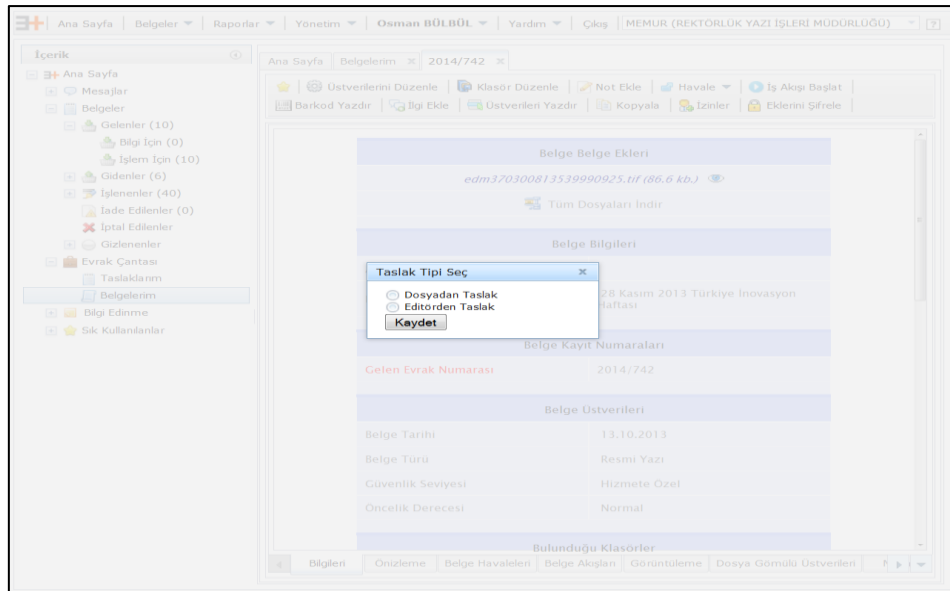 Ana Sayfa Belgeler Raporlar Yönetim Osman BÜLBÜL Yardım Çıkış MEMUR (REKTÖRLÜK YAZI İŞLERİ MÜDÜRLÜĞÜ)
İçerik
Ana Sayfa
Mesajlar
Belgeler
Gelenler (10)
Bilgi İçin (0)
İşlem İçin (10)
Gidenler (6)
İşlenenler (40)
İade Edilenler (0)
İptal Edilenler
Gizlenenler
Evrak Çantası
Taslaklarım
Belgelerim
Bilgi Edinme
Sık Kullanılanlar
Ana Sayfa Belgelerim 2014/742
Üstverilerini Düzenle Klasör Düzenle Not Ekle Havale İş Akışı Başlat
Barkod Yazdır İlgi Ekle Üstverileri Yazdır Kopyala İzinler Eklerini Şifrele
Belge Belge Ekleri
edm370300813539990925.tif (86.6 kb.)
Tüm Dosyaları İndir
Belge Bilgileri
Taslak Tipi Seç
Dosyadan Taslak
Editörden Taslak
Kaydet
28 Kasım 2013 Türkiye İnovasyon
Haftası
Belge Kayıt Numaraları
Gelen Evrak Numarası 2014/742
Belge Üstverileri
Belge Tarihi 13.10.2013
Belge Türü Resmi Yazı
Güvenlik Seviyesi Hizmete Özel
Öncelik Derecesi Normal
Bulunduğu Klasörler
Bilgileri Önizleme Belge Havaleleri Belge Akışları Görüntüleme Dosya Gömülü Üstverileri